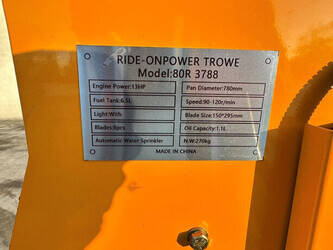 RIDE-ONPOWER TROWE
Model:80R 3788
Engine Power:13HP Pan Diameter:780mm
Fuel Tank:6.5L Speed:90-120r/min
Light:With Blade Size:150*295mm
Blades:8pcs Oil Capacity:1.1L
Automatic Water Sprinkler N.W:270kg
MADE IN CHINA